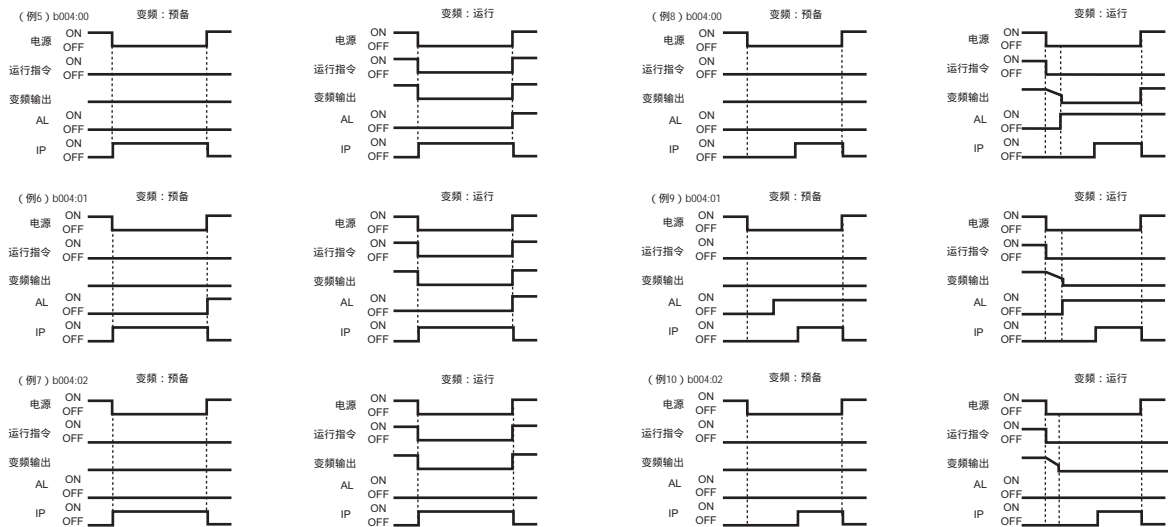 （例5）b004:00
变频：预备
电源 ON
OFF
运行指令 ON
OFF
变频输出
AL ON
OFF
IP ON
OFF
变频：运行
电源 ON
OFF
运行指令 ON
OFF
变频输出
AL ON
OFF
IP ON
OFF
（例8）b004:00
变频：预备
电源 ON
OFF
运行指令 ON
OFF
变频输出
AL ON
OFF
IP ON
OFF
变频：运行
电源 ON
OFF
运行指令 ON
OFF
变频输出
AL ON
OFF
IP ON
OFF
（例6）b004:01
变频：预备
电源 ON
OFF
运行指令 ON
OFF
变频输出
AL ON
OFF
IP ON
OFF
变频：运行
电源 ON
OFF
运行指令 ON
OFF
变频输出
AL ON
OFF
IP ON
OFF
（例9）b004:01
变频：预备
电源 ON
OFF
运行指令 ON
OFF
变频输出
AL ON
OFF
IP ON
OFF
变频：运行
电源 ON
OFF
运行指令 ON
OFF
变频输出
AL ON
OFF
IP ON
OFF
（例7）b004:02
变频：预备
电源 ON
OFF
运行指令 ON
OFF
变频输出
AL ON
OFF
IP ON
OFF
变频：运行
电源 ON
OFF
运行指令 ON
OFF
变频输出
AL ON
OFF
IP ON
OFF
（例10）b004:02
变频：预备
电源 ON
OFF
运行指令 ON
OFF
变频输出
AL ON
OFF
IP ON
OFF
变频：运行
电源 ON
OFF
运行指令 ON
OFF
变频输出
AL ON
OFF
IP ON
OFF